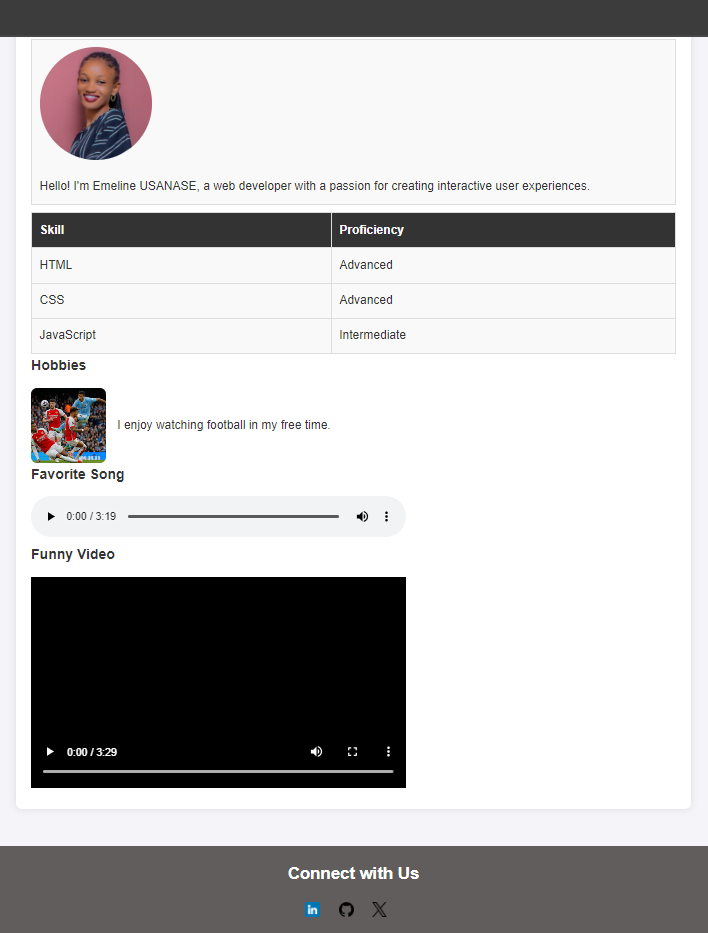 Hello! I'm Emeline USANASE, a web developer with a passion for creating interactive user experiences.
Skill Proficiency
HTML Advanced
CSS Advanced
JavaScript Intermediate
Hobbies
I enjoy watching football in my free time.
Favorite Song
0:00 / 3:19
Funny Video
0:00 / 3:29
Connect with Us
in